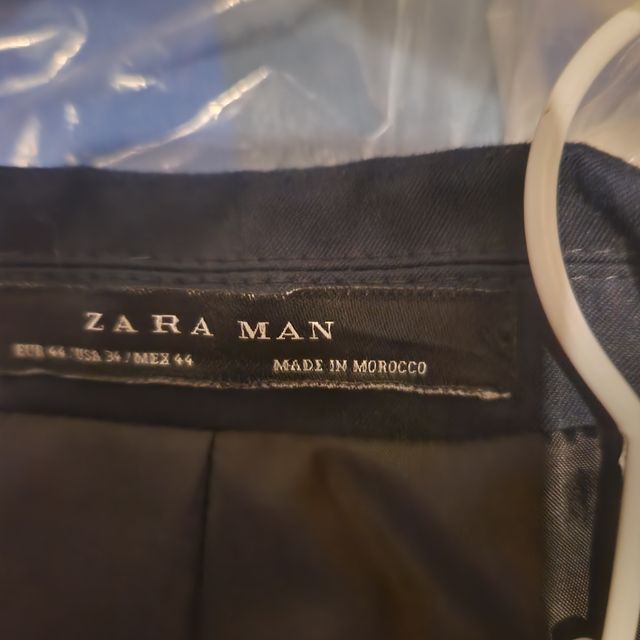 ZARA MAN
EUR 44 USA 34 / MEX 44
MADE IN MOROCCO